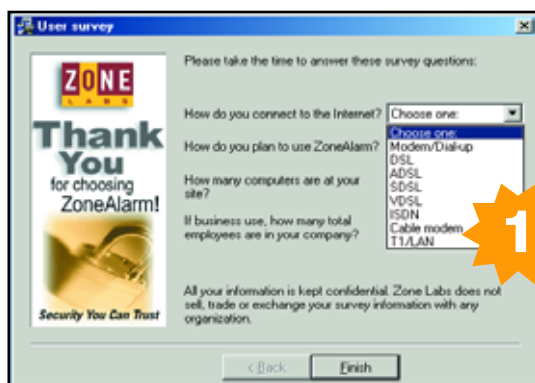 User survey
ZONE
LABS
Thank
You
for choosing
ZoneAlarm!
Security You Can Trust
Please take the time to answer these survey questions:
How do you connect to the Internet? Choose one:
Choose one:
Modem/Dial-up
DSL
ADSL
SDSL
VDSL
ISDN
Cable modem
T1/LAN
How do you plan to use ZoneAlarm?
How many computers are at your
site?
If business use, how many total
employees are in your company?
1
All your information is kept confidential. Zone Labs does not
sell, trade or exchange your survey information with any
organization.
< Back
Finish